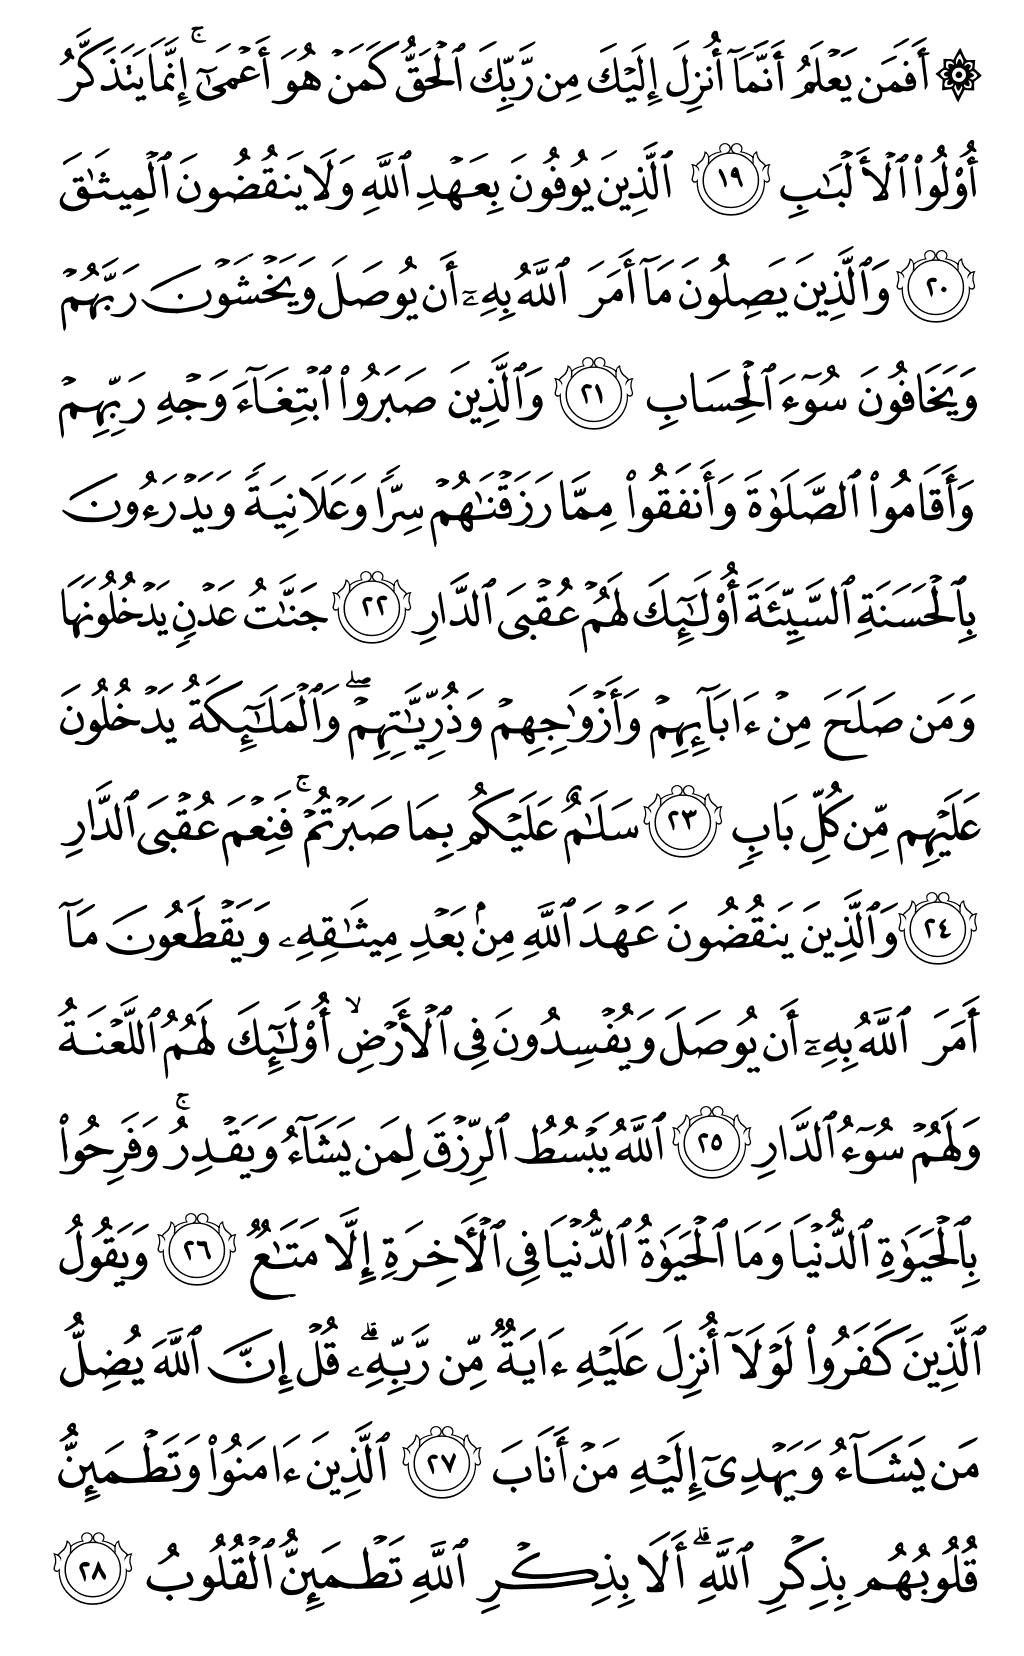 ۞ أَفَمَن يَعْلَمُ أَنَّمَآ أُنزِلَ إِلَيْكَ مِن رَّبِّكَ ٱلْحَقُّ كَمَنْ هُوَ أَعْمَىٰٓ ۚ إِنَّمَا يَتَذَكَّرُ
أُو۟لُوا۟ ٱلْأَلْبَـٰبِ ١٩ ٱلَّذِينَ يُوفُونَ بِعَهْدِ ٱللَّهِ وَلَا يَنقُضُونَ ٱلْمِيثَـٰقَ
٢٠ وَٱلَّذِينَ يَصِلُونَ مَآ أَمَرَ ٱللَّهُ بِهِۦٓ أَن يُوصَلَ وَيَخْشَوْنَ رَبَّهُمْ
وَيَخَافُونَ سُوٓءَ ٱلْحِسَابِ ٢١ وَٱلَّذِينَ صَبَرُوا۟ ٱبْتِغَآءَ وَجْهِ رَبِّهِمْ
وَأَقَامُوا۟ ٱلصَّلَوٰةَ وَأَنفَقُوا۟ مِمَّا رَزَقْنَـٰهُمْ سِرًّا وَعَلَانِيَةً وَيَدْرَءُونَ
بِٱلْحَسَنَةِ ٱلسَّيِّئَةَ أُو۟لَـٰٓئِكَ لَهُمْ عُقْبَى ٱلدَّارِ ٢٢ جَنَّـٰتُ عَدْنٍ يَدْخُلُونَهَا
وَمَن صَلَحَ مِنْ ءَابَآئِهِمْ وَأَزْوَٰجِهِمْ وَذُرِّيَّـٰتِهِمْ ۖ وَٱلْمَلَـٰٓئِكَةُ يَدْخُلُونَ
عَلَيْهِم مِّن كُلِّ بَابٍ ٢٣ سَلَـٰمٌ عَلَيْكُم بِمَا صَبَرْتُمْ ۚ فَنِعْمَ عُقْبَى ٱلدَّارِ
٢٤ وَٱلَّذِينَ يَنقُضُونَ عَهْدَ ٱللَّهِ مِنۢ بَعْدِ مِيثَـٰقِهِۦ وَيَقْطَعُونَ مَآ
أَمَرَ ٱللَّهُ بِهِۦٓ أَن يُوصَلَ وَيُفْسِدُونَ فِى ٱلْأَرْضِ ۙ أُو۟لَـٰٓئِكَ لَهُمُ ٱللَّعْنَةُ
وَلَهُمْ سُوٓءُ ٱلدَّارِ ٢٥ ٱللَّهُ يَبْسُطُ ٱلرِّزْقَ لِمَن يَشَآءُ وَيَقْدِرُ ۚ وَفَرِحُوا۟
بِٱلْحَيَوٰةِ ٱلدُّنْيَا وَمَا ٱلْحَيَوٰةُ ٱلدُّنْيَا فِى ٱلْـَٔاخِرَةِ إِلَّا مَتَـٰعٌ ٢٦ وَيَقُولُ
ٱلَّذِينَ كَفَرُوا۟ لَوْلَآ أُنزِلَ عَلَيْهِ ءَايَةٌ مِّن رَّبِّهِۦ ۗ قُلْ إِنَّ ٱللَّهَ يُضِلُّ
مَن يَشَآءُ وَيَهْدِىٓ إِلَيْهِ مَنْ أَنَابَ ٢٧ ٱلَّذِينَ ءَامَنُوا۟ وَتَطْمَئِنُّ
قُلُوبُهُم بِذِكْرِ ٱللَّهِ ۗ أَلَا بِذِكْرِ ٱللَّهِ تَطْمَئِنُّ ٱلْقُلُوبُ ٢٨